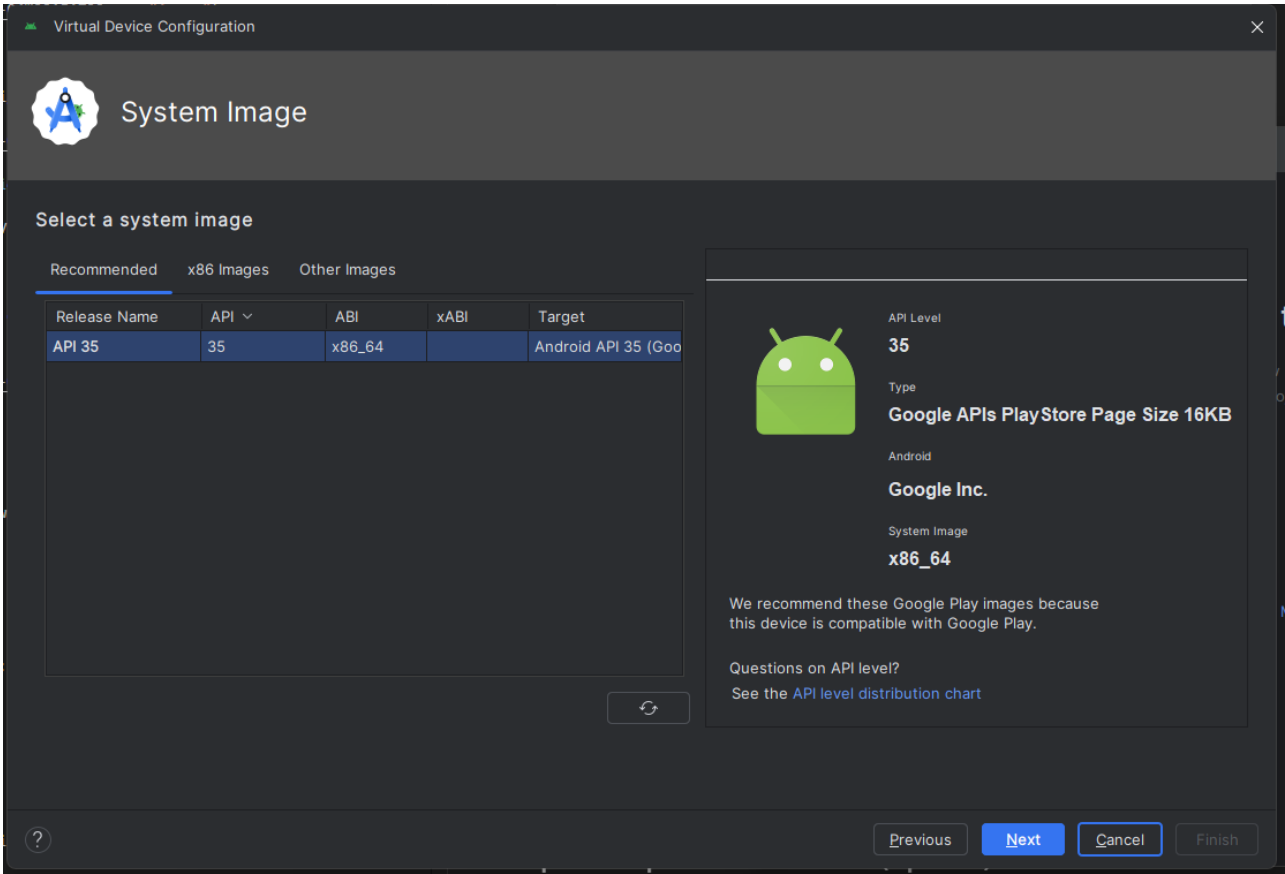 Virtual Device Configuration
System Image
Select a system image
Recommended x86 Images Other Images
Release Name API ABI xABI Target
API 35 35 x86_64 Android API 35 (Goo
API Level
35
Type
Google APIs PlayStore Page Size 16KB
Android
Google Inc.
System Image
x86_64
We recommend these Google Play images because
this device is compatible with Google Play.
Questions on API level?
See the API level distribution chart
?
Previous Next Cancel Finish